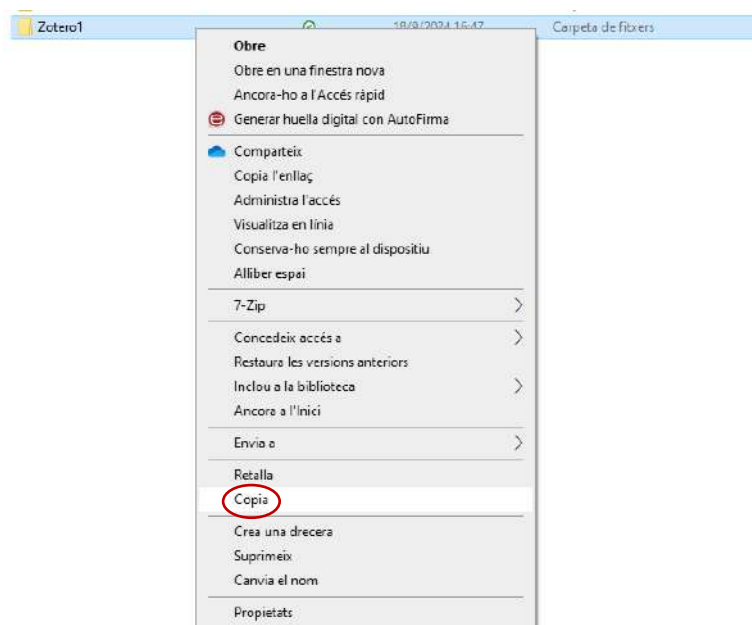 Zotero1 18/9/2024 16:47 Carpeta de fitxers
Obre
Obre en una finestra nova
Ancora-ho a l'Accés ràpid
Generar huella digital con AutoFirma
Comparteix
Copia l'enllaç
Administra l'accés
Visualitza en línia
Conserva-ho sempre al dispositiu
Alliber espai
7-Zip
Concedeix accés a
Restaura les versions anteriors
Inclou a la biblioteca
Ancora a l'Inici
Envia a
Retalla
Copia
Crea una drecera
Suprimeix
Canvia el nom
Propietats